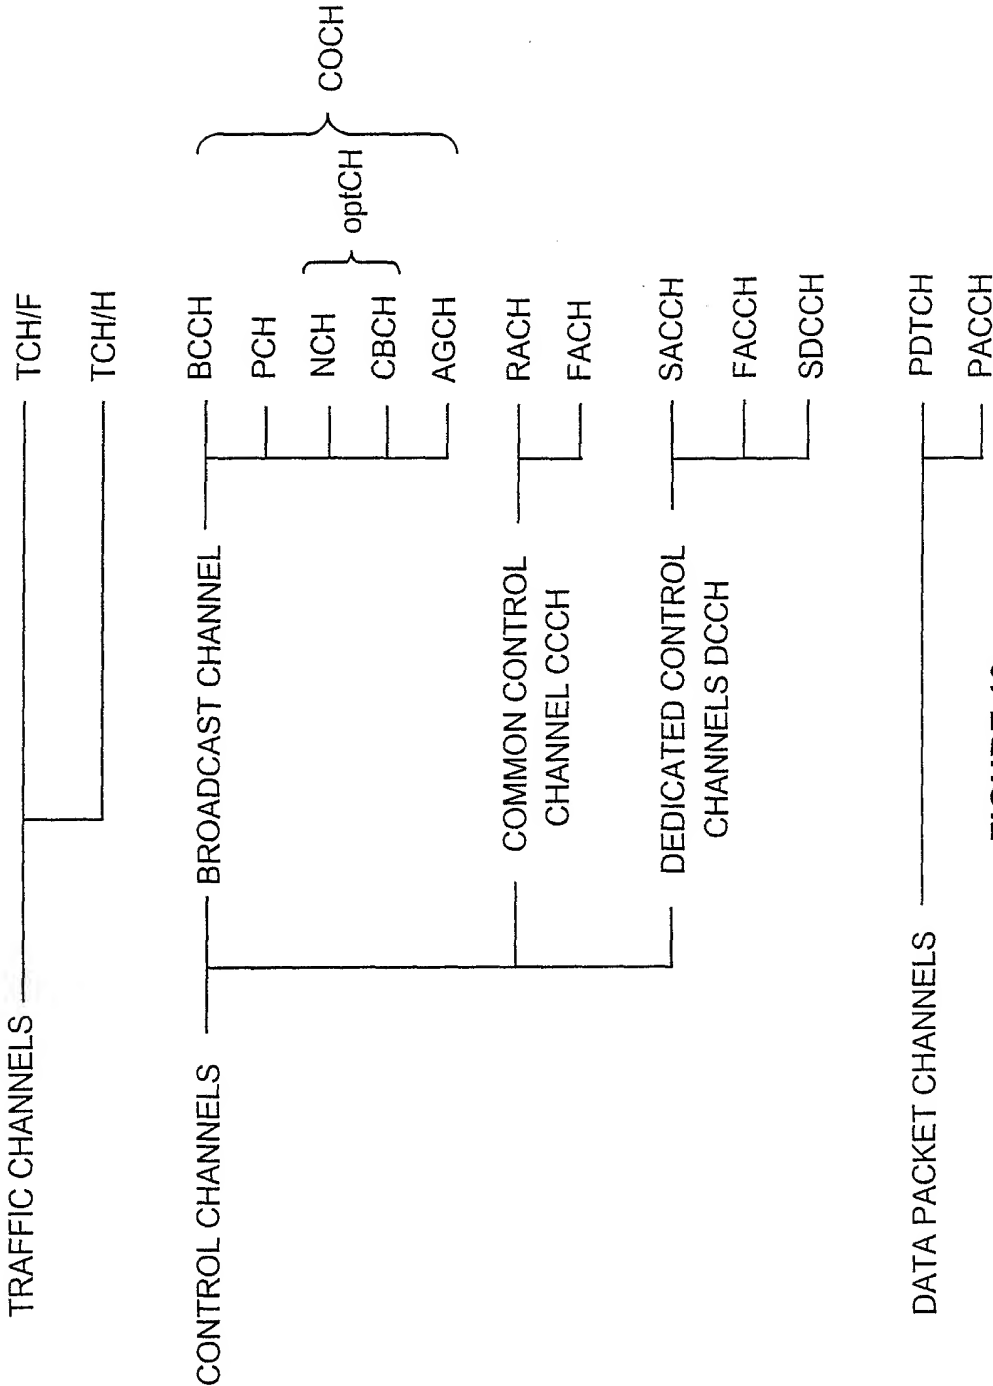 TRAFFIC CHANNELS
TCH/F
TCH/H
CONTROL CHANNELS
BROADCAST CHANNEL
BCCH
PCH
NCH
CBCH
AGCH
optCH
COCH
COMMON CONTROL
CHANNEL CCCH
RACH
FACH
DEDICATED CONTROL
CHANNELS DCCH
SACCH
FACCH
SDCCH
DATA PACKET CHANNELS
PDTCH
PACCH